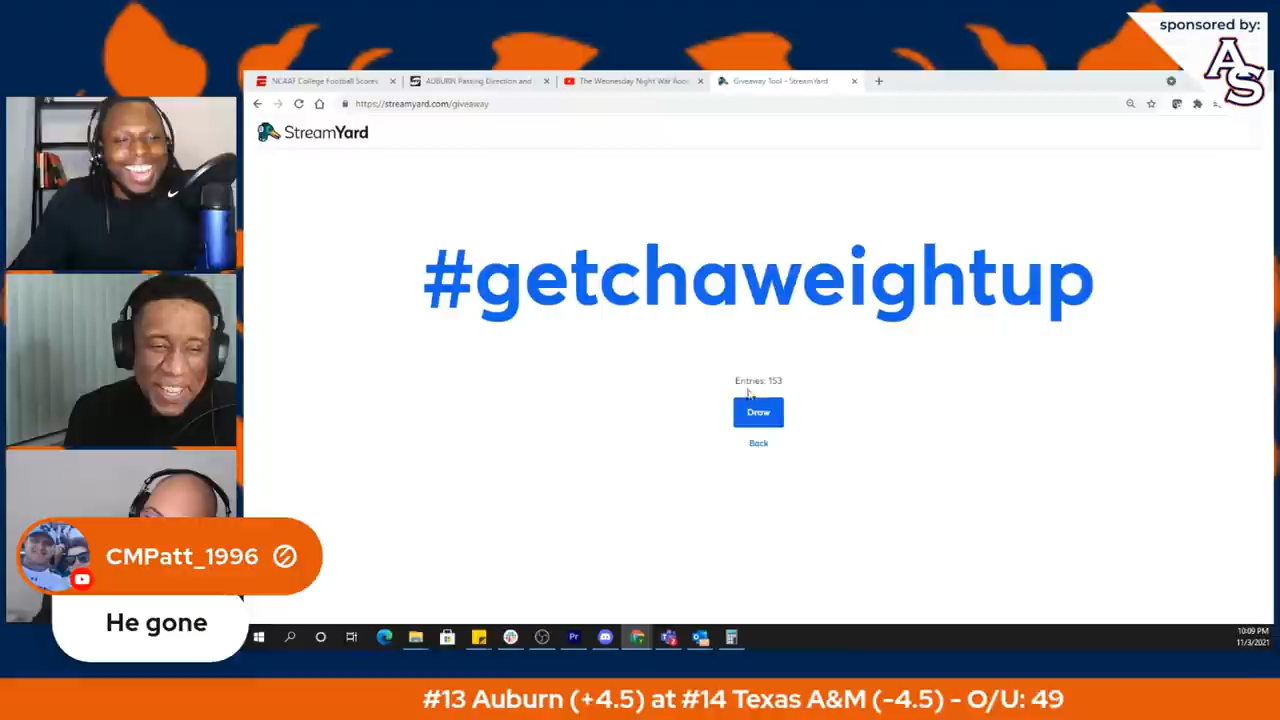 sponsored by:
AS
NCAAF College Football Scores
AUBURN Passing Direction and
The Wednesday Night War Roo
Giveaway Tool - StreamYard
https://streamyard.com/giveaway
StreamYard
#getchaweightup
Entries: 153
Draw
Back
CMPatt_1996
He gone
Pr
10:09 PM
11/3/2021
#13 Auburn (+4.5) at #14 Texas A&M (-4.5) - O/U: 49